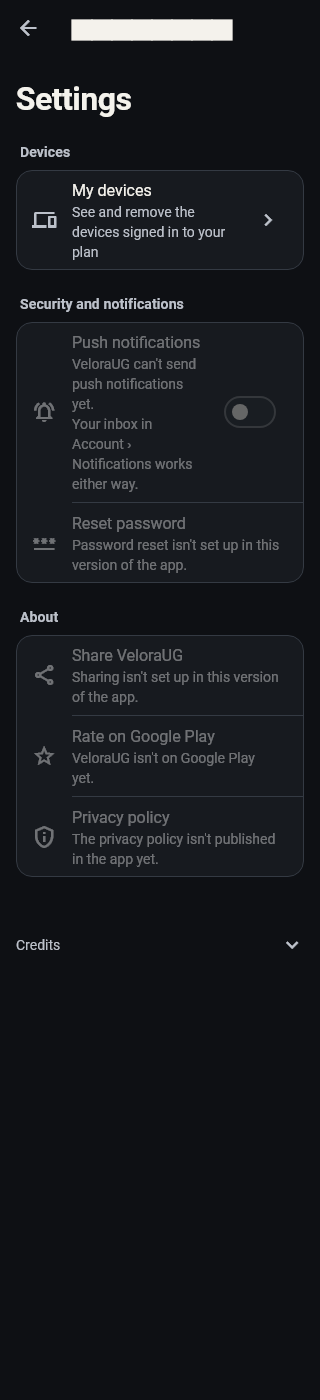 Settings
Devices
My devices
See and remove the
devices signed in to your
plan
Security and notifications
Push notifications
VeloraUG can't send
push notifications
yet.
Your inbox in
Account ›
Notifications works
either way.
Reset password
Password reset isn't set up in this
version of the app.
About
Share VeloraUG
Sharing isn't set up in this version
of the app.
Rate on Google Play
VeloraUG isn't on Google Play
yet.
Privacy policy
The privacy policy isn't published
in the app yet.
Credits